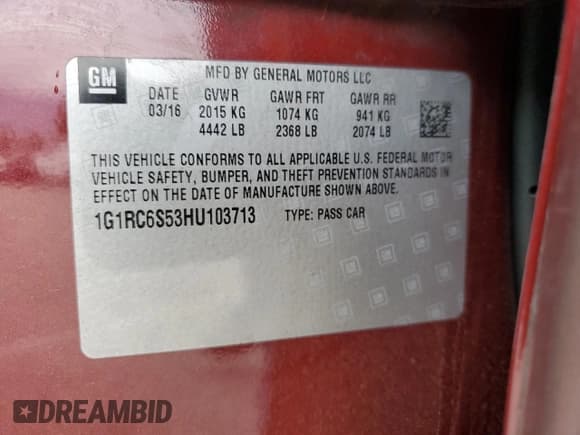 GM
MFD BY GENERAL MOTORS LLC
DATE GVWR GAWR FRT GAWR RR
03/16 2015 KG 1074 KG 941 KG
4442 LB 2368 LB 2074 LB
THIS VEHICLE CONFORMS TO ALL APPLICABLE U.S. FEDERAL MOTOR
VEHICLE SAFETY, BUMPER, AND THEFT PREVENTION STANDARDS IN
EFFECT ON THE DATE OF MANUFACTURE SHOWN ABOVE.
1G1RC6S53HU103713 TYPE: PASS CAR
DREAMBID